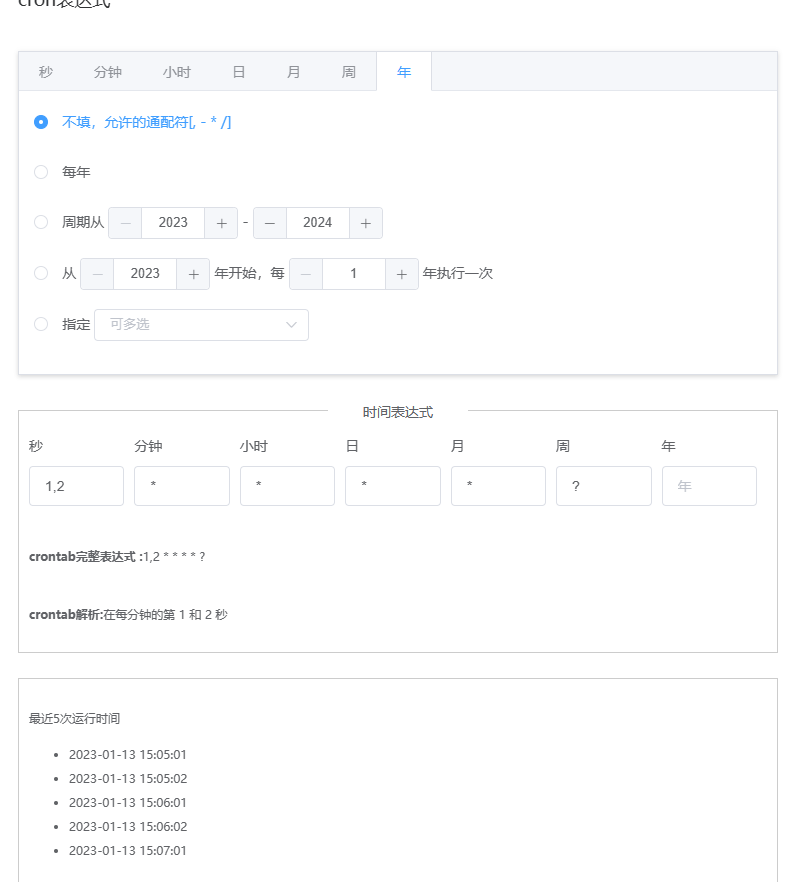 cron表达式
秒 分钟 小时 日 月 周 年
不填，允许的通配符[, - * /]
每年
周期从 − 2023 + - − 2024 +
从 − 2023 + 年开始，每 − 1 + 年执行一次
指定 可多选
时间表达式
秒 分钟 小时 日 月 周 年
1,2 * * * * ? 年
crontab完整表达式 :1,2 * * * * ?
crontab解析:在每分钟的第 1 和 2 秒
最近5次运行时间
• 2023-01-13 15:05:01
• 2023-01-13 15:05:02
• 2023-01-13 15:06:01
• 2023-01-13 15:06:02
• 2023-01-13 15:07:01